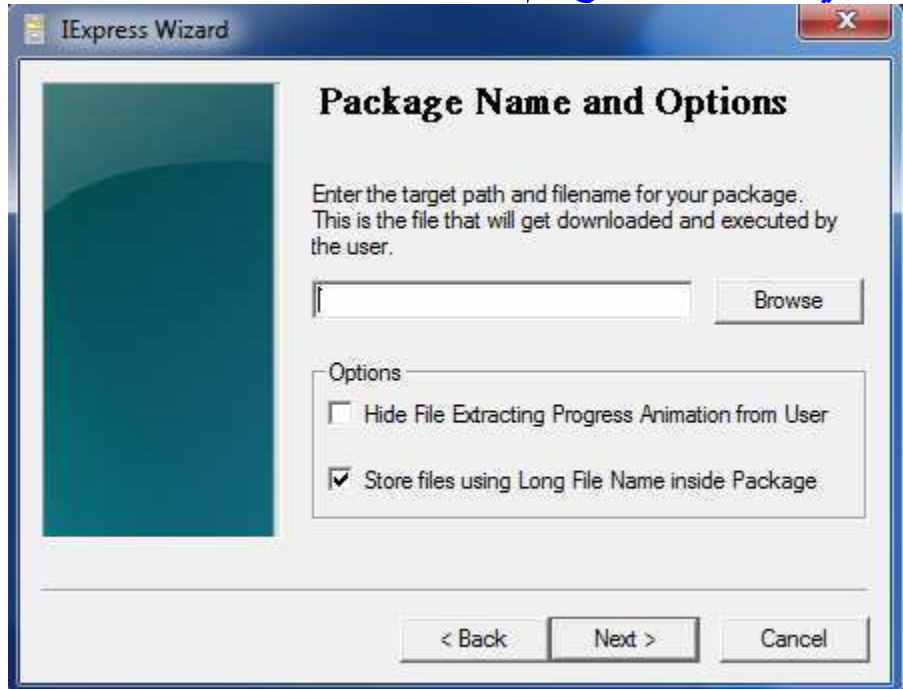 IExpress Wizard
Package Name and Options
Enter the target path and filename for your package.
This is the file that will get downloaded and executed by
the user.
Browse
Options
Hide File Extracting Progress Animation from User
Store files using Long File Name inside Package
< Back
Next >
Cancel